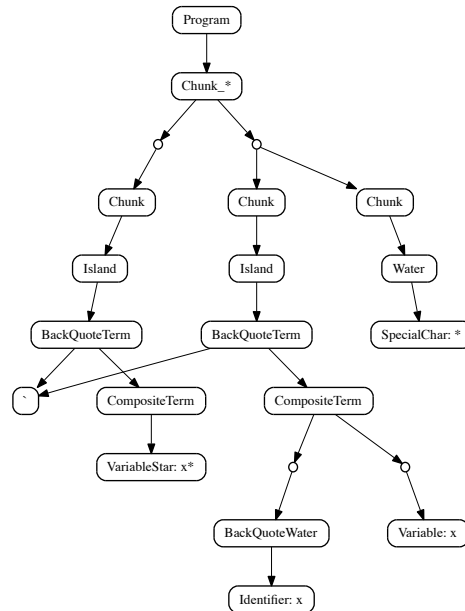 Program
Chunk_*
Chunk Chunk Chunk
Island Island Water
BackQuoteTerm BackQuoteTerm SpecialChar: *
` CompositeTerm CompositeTerm
VariableStar: x*
BackQuoteWater Variable: x
Identifier: x